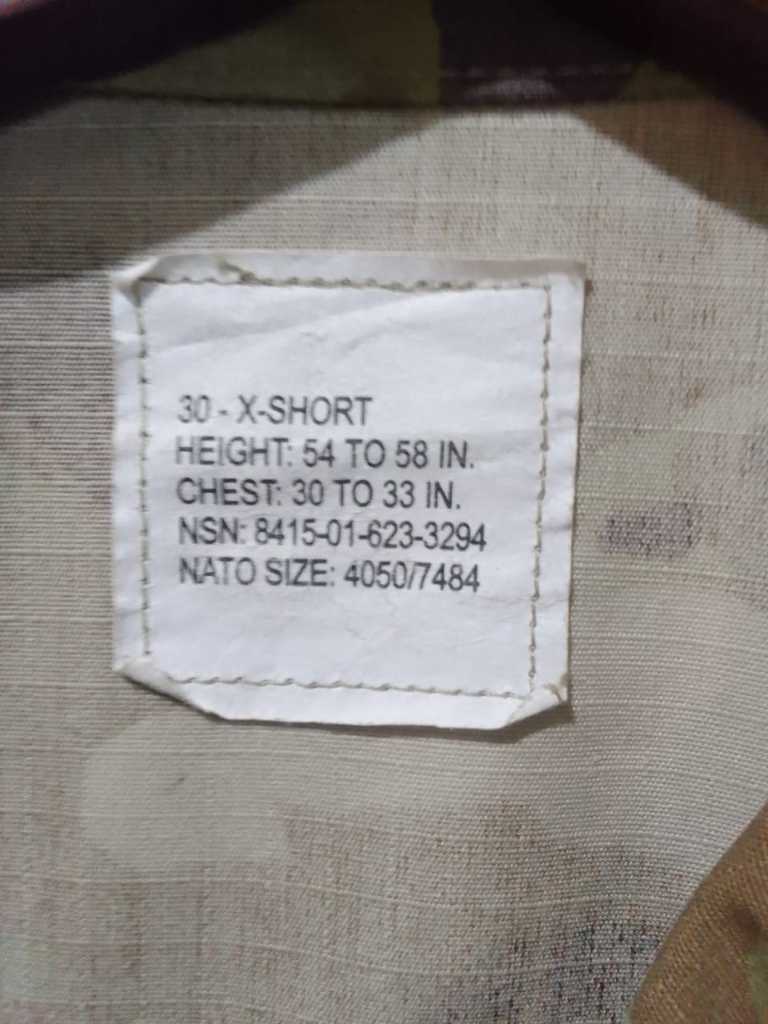 30 - X-SHORT
HEIGHT: 54 TO 58 IN.
CHEST: 30 TO 33 IN.
NSN: 8415-01-623-3294
NATO SIZE: 4050/7484